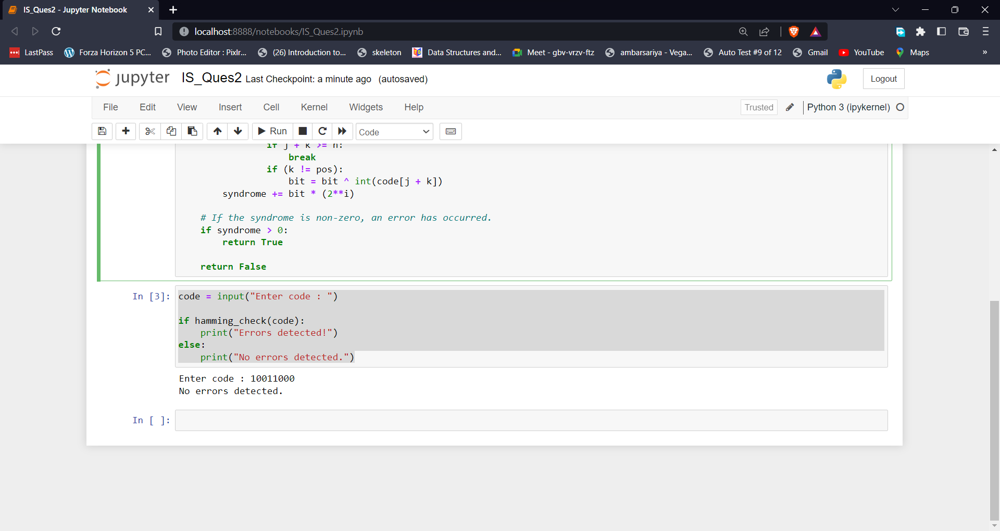 IS_Ques2 - Jupyter Notebook
localhost:8888/notebooks/IS_Ques2.ipynb
LastPass
Forza Horizon 5 PC...
Photo Editor : Pixlr...
(26) Introduction to...
skeleton
Data Structures and...
Meet - gbv-vrzv-ftz
ambarsariya - Vega...
Auto Test #9 of 12
Gmail
YouTube
Maps
»
jupyter
IS_Ques2 Last Checkpoint: a minute ago (autosaved)
Logout
File Edit View Insert Cell Kernel Widgets Help
Trusted
Python 3 (ipykernel)
Run
Code
if j + k >= n:
break
if (k != pos):
bit = bit ^ int(code[j + k])
syndrome += bit * (2**i)
# If the syndrome is non-zero, an error has occurred.
if syndrome > 0:
return True
return False
In [3]:
code = input("Enter code : ")
if hamming_check(code):
print("Errors detected!")
else:
print("No errors detected.")
Enter code : 10011000
No errors detected.
In [ ]: